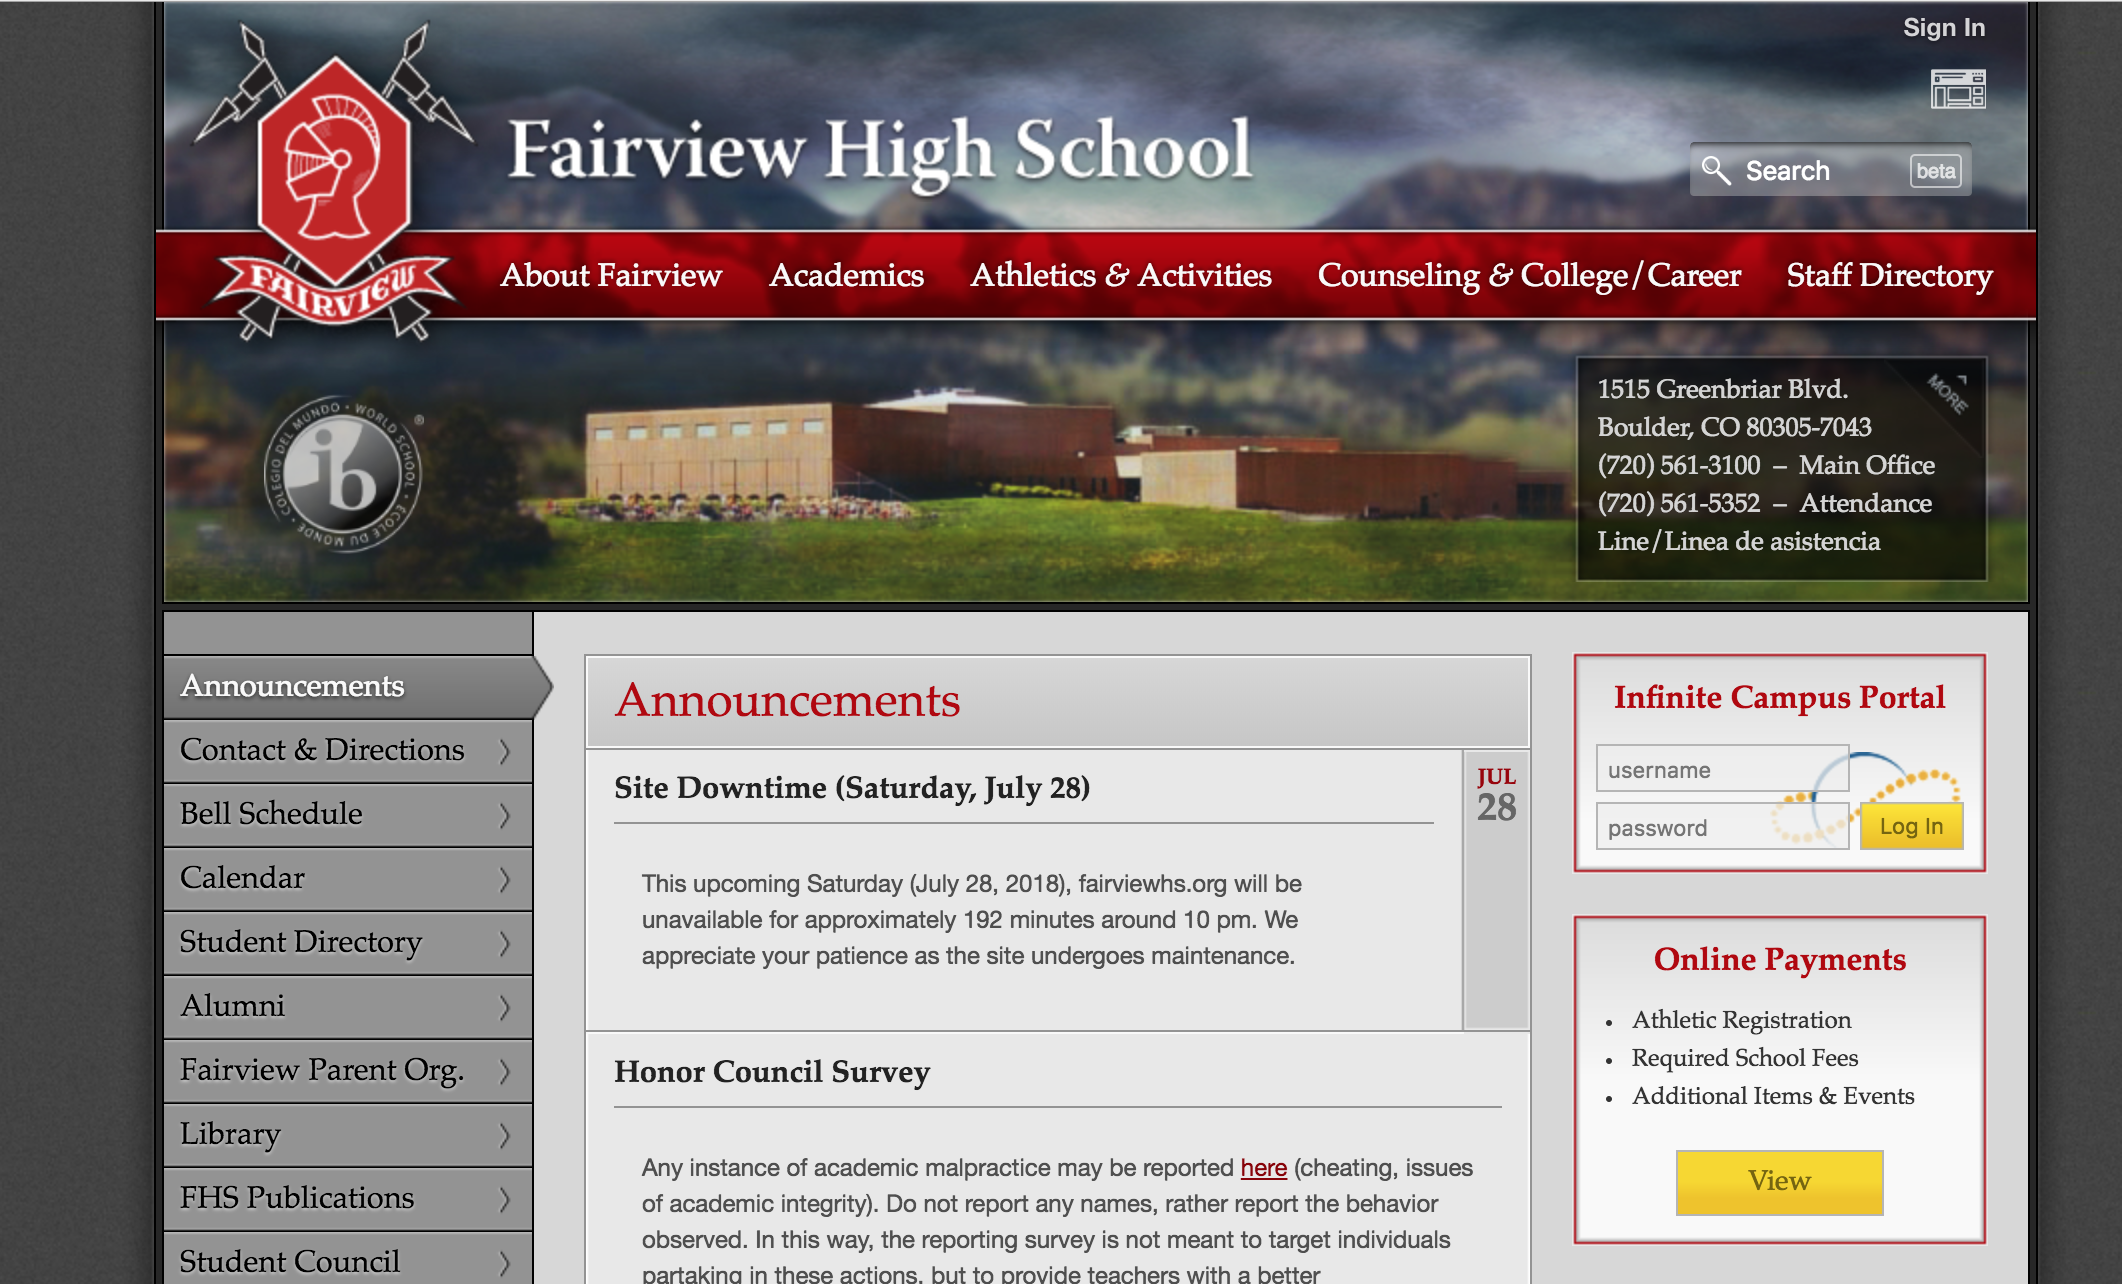 Sign In
Fairview High School
Search
beta
FAIRVIEW
About Fairview
Academics
Athletics & Activities
Counseling & College/Career
Staff Directory
ib
COLEGIO DEL MUNDO • WORLD SCHOOL • ECOLE DU MONDE •
®
MORE
1515 Greenbriar Blvd.
Boulder, CO 80305-7043
(720) 561-3100 – Main Office
(720) 561-5352 – Attendance
Line/Linea de asistencia
Announcements
Contact & Directions
Bell Schedule
Calendar
Student Directory
Alumni
Fairview Parent Org.
Library
FHS Publications
Student Council
Announcements
Site Downtime (Saturday, July 28)
JUL
28
This upcoming Saturday (July 28, 2018), fairviewhs.org will be
unavailable for approximately 192 minutes around 10 pm. We
appreciate your patience as the site undergoes maintenance.
Honor Council Survey
Any instance of academic malpractice may be reported here (cheating, issues
of academic integrity). Do not report any names, rather report the behavior
observed. In this way, the reporting survey is not meant to target individuals
partaking in these actions, but to provide teachers with a better
Infinite Campus Portal
username
password
Log In
Online Payments
• Athletic Registration
• Required School Fees
• Additional Items & Events
View